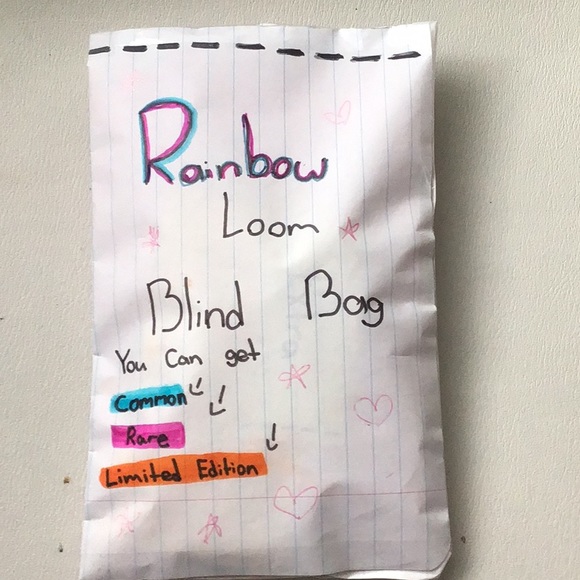 Rainbow
Loom
Blind Bag
You Can get
Common
Rare
Limited Edition